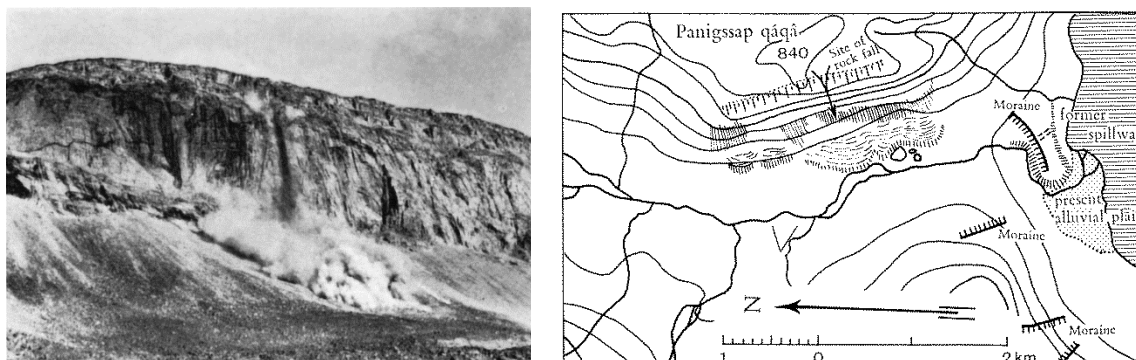 Panigssap qáqâ
840
Site of
rock fall
Moraine
former
spillwa
present
alluvial plai
Moraine
Z
Moraine
1 0 2 km